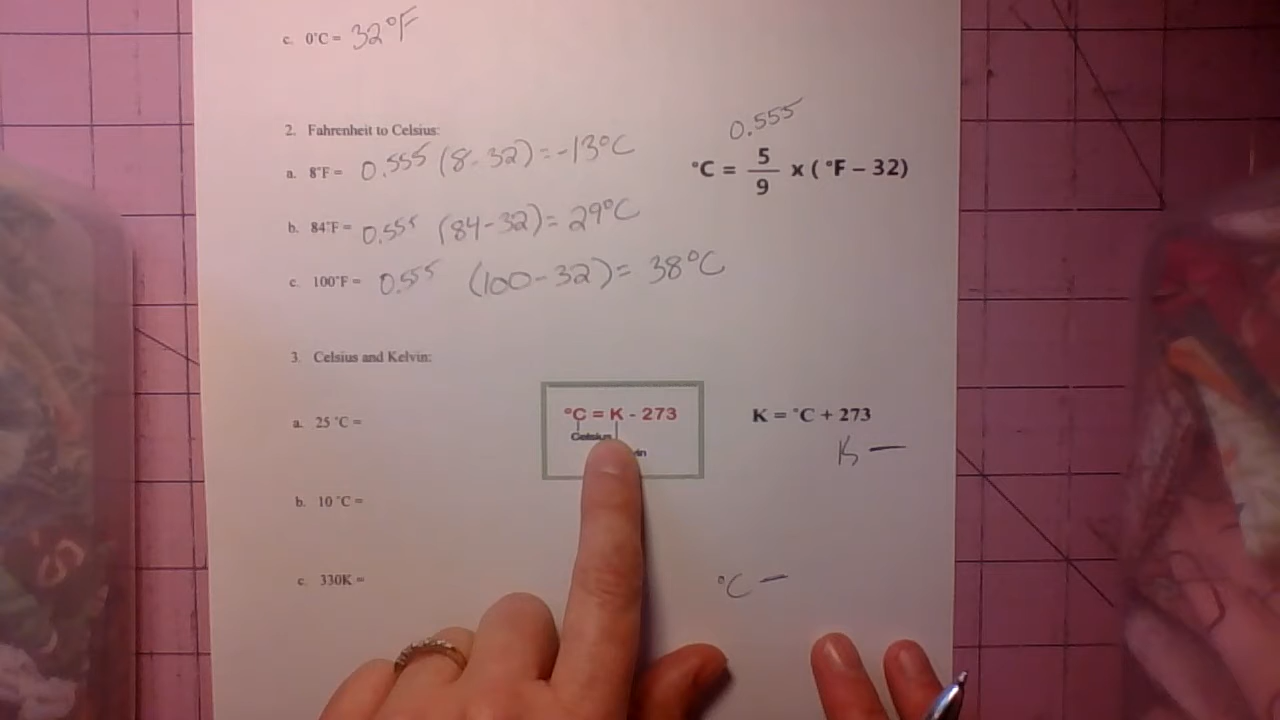 c. 0°C = 32°F
2. Fahrenheit to Celsius:
0.555
a. 8°F = 0.555 (8-32) = -13°C
°C = 5/9 x ( °F - 32)
b. 84°F = 0.555 (84-32) = 29°C
c. 100°F = 0.555 (100-32) = 38°C
3. Celsius and Kelvin:
a. 25 °C =
°C = K - 273
Celsius
K = °C + 273
K —
b. 10 °C =
c. 330K =
°C —